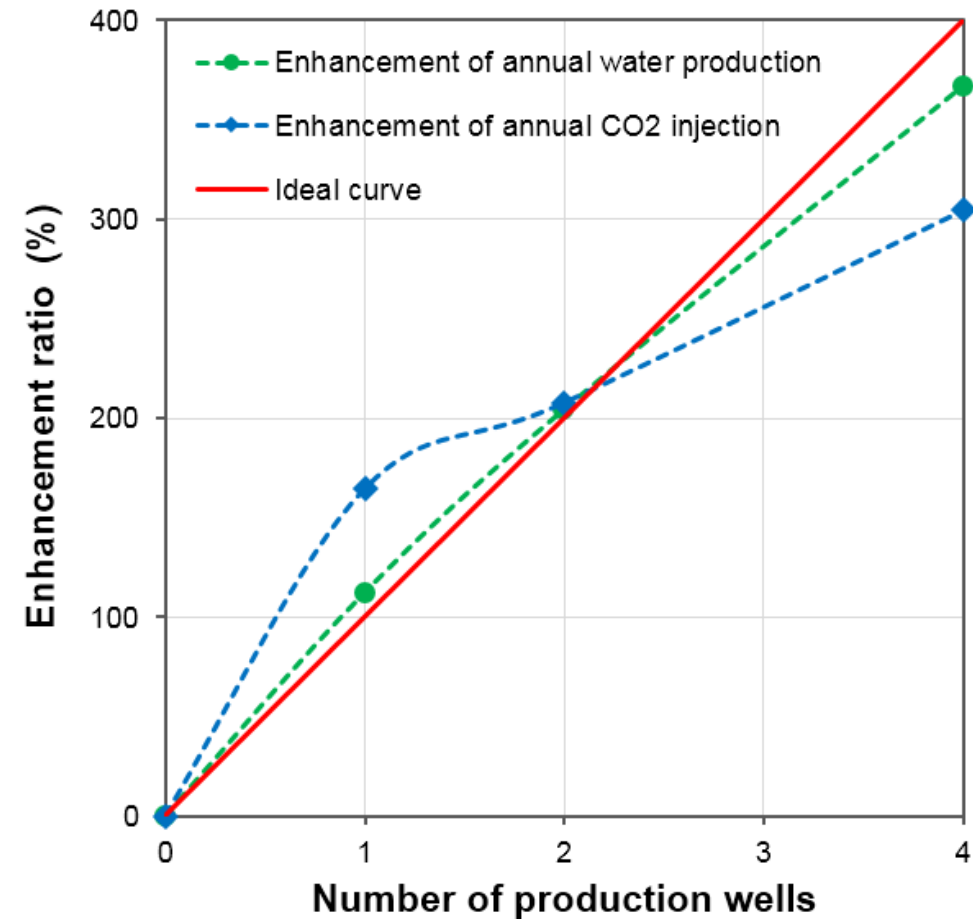 400
Enhancement of annual water production
Enhancement of annual CO2 injection
Ideal curve
300
200
100
0
0 1 2 3 4
Enhancement ratio (%)
Number of production wells